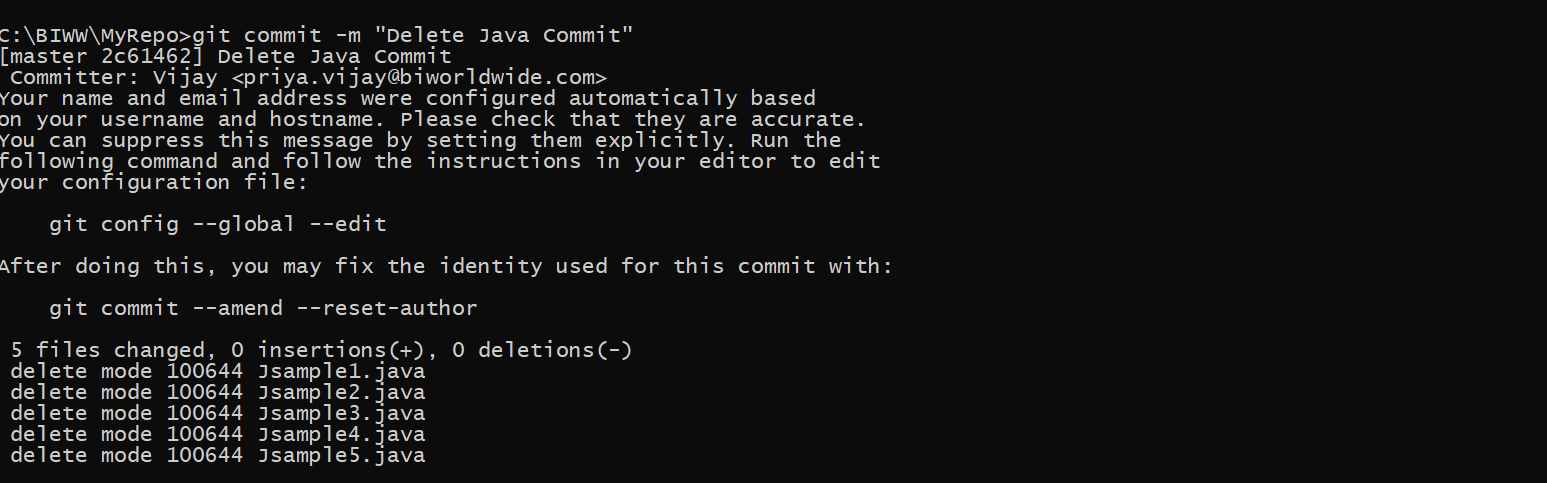 C:\BIWW\MyRepo>git commit -m "Delete Java Commit"
[master 2c61462] Delete Java Commit
 Committer: Vijay <priya.vijay@biworldwide.com>
Your name and email address were configured automatically based
on your username and hostname. Please check that they are accurate.
You can suppress this message by setting them explicitly. Run the
following command and follow the instructions in your editor to edit
your configuration file:

    git config --global --edit

After doing this, you may fix the identity used for this commit with:

    git commit --amend --reset-author

 5 files changed, 0 insertions(+), 0 deletions(-)
 delete mode 100644 Jsample1.java
 delete mode 100644 Jsample2.java
 delete mode 100644 Jsample3.java
 delete mode 100644 Jsample4.java
 delete mode 100644 Jsample5.java